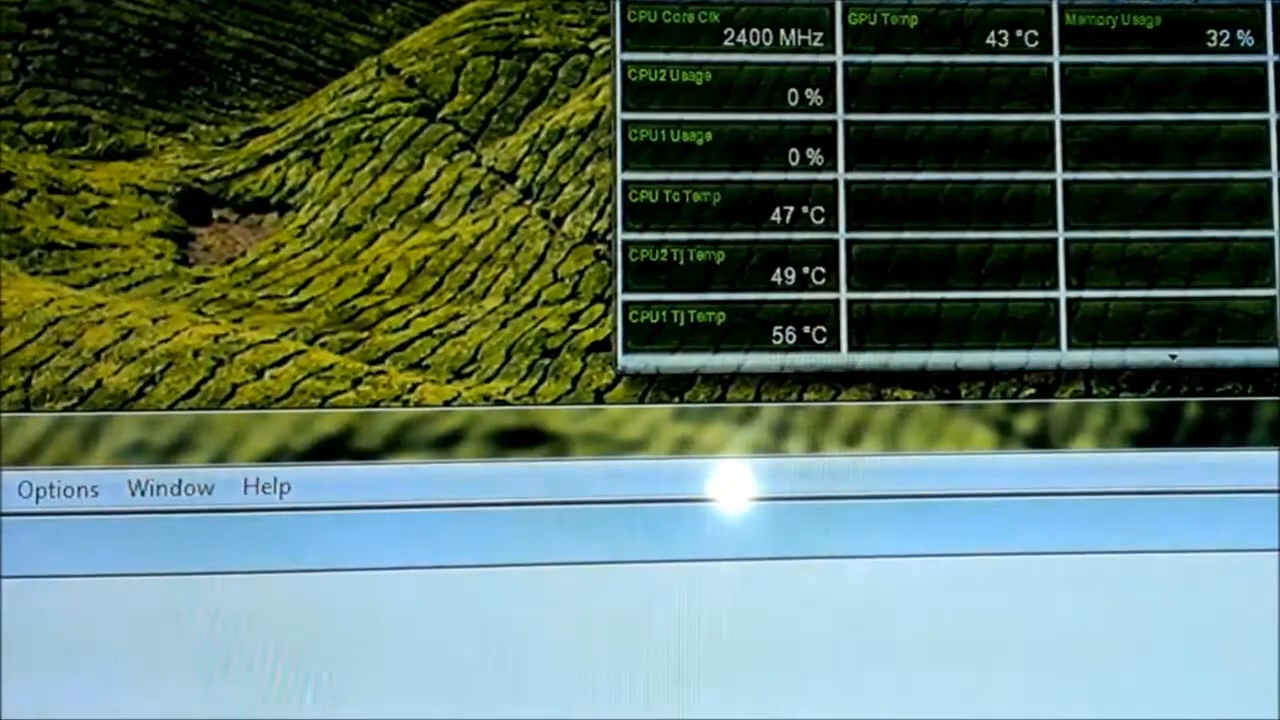 CPU Core Clk GPU Temp Memory Usage
2400 MHz 43 °C 32 %
CPU2 Usage
0 %
CPU1 Usage
0 %
CPU Tc Temp
47 °C
CPU2 Tj Temp
49 °C
CPU1 Tj Temp
56 °C
Options Window Help